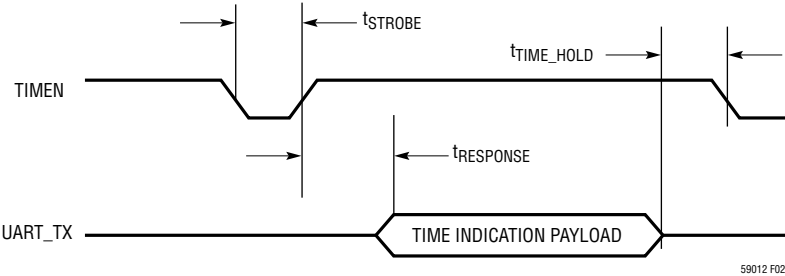 tSTROBE
tTIME_HOLD
TIMEN
tRESPONSE
UART_TX
TIME INDICATION PAYLOAD
59012 F02